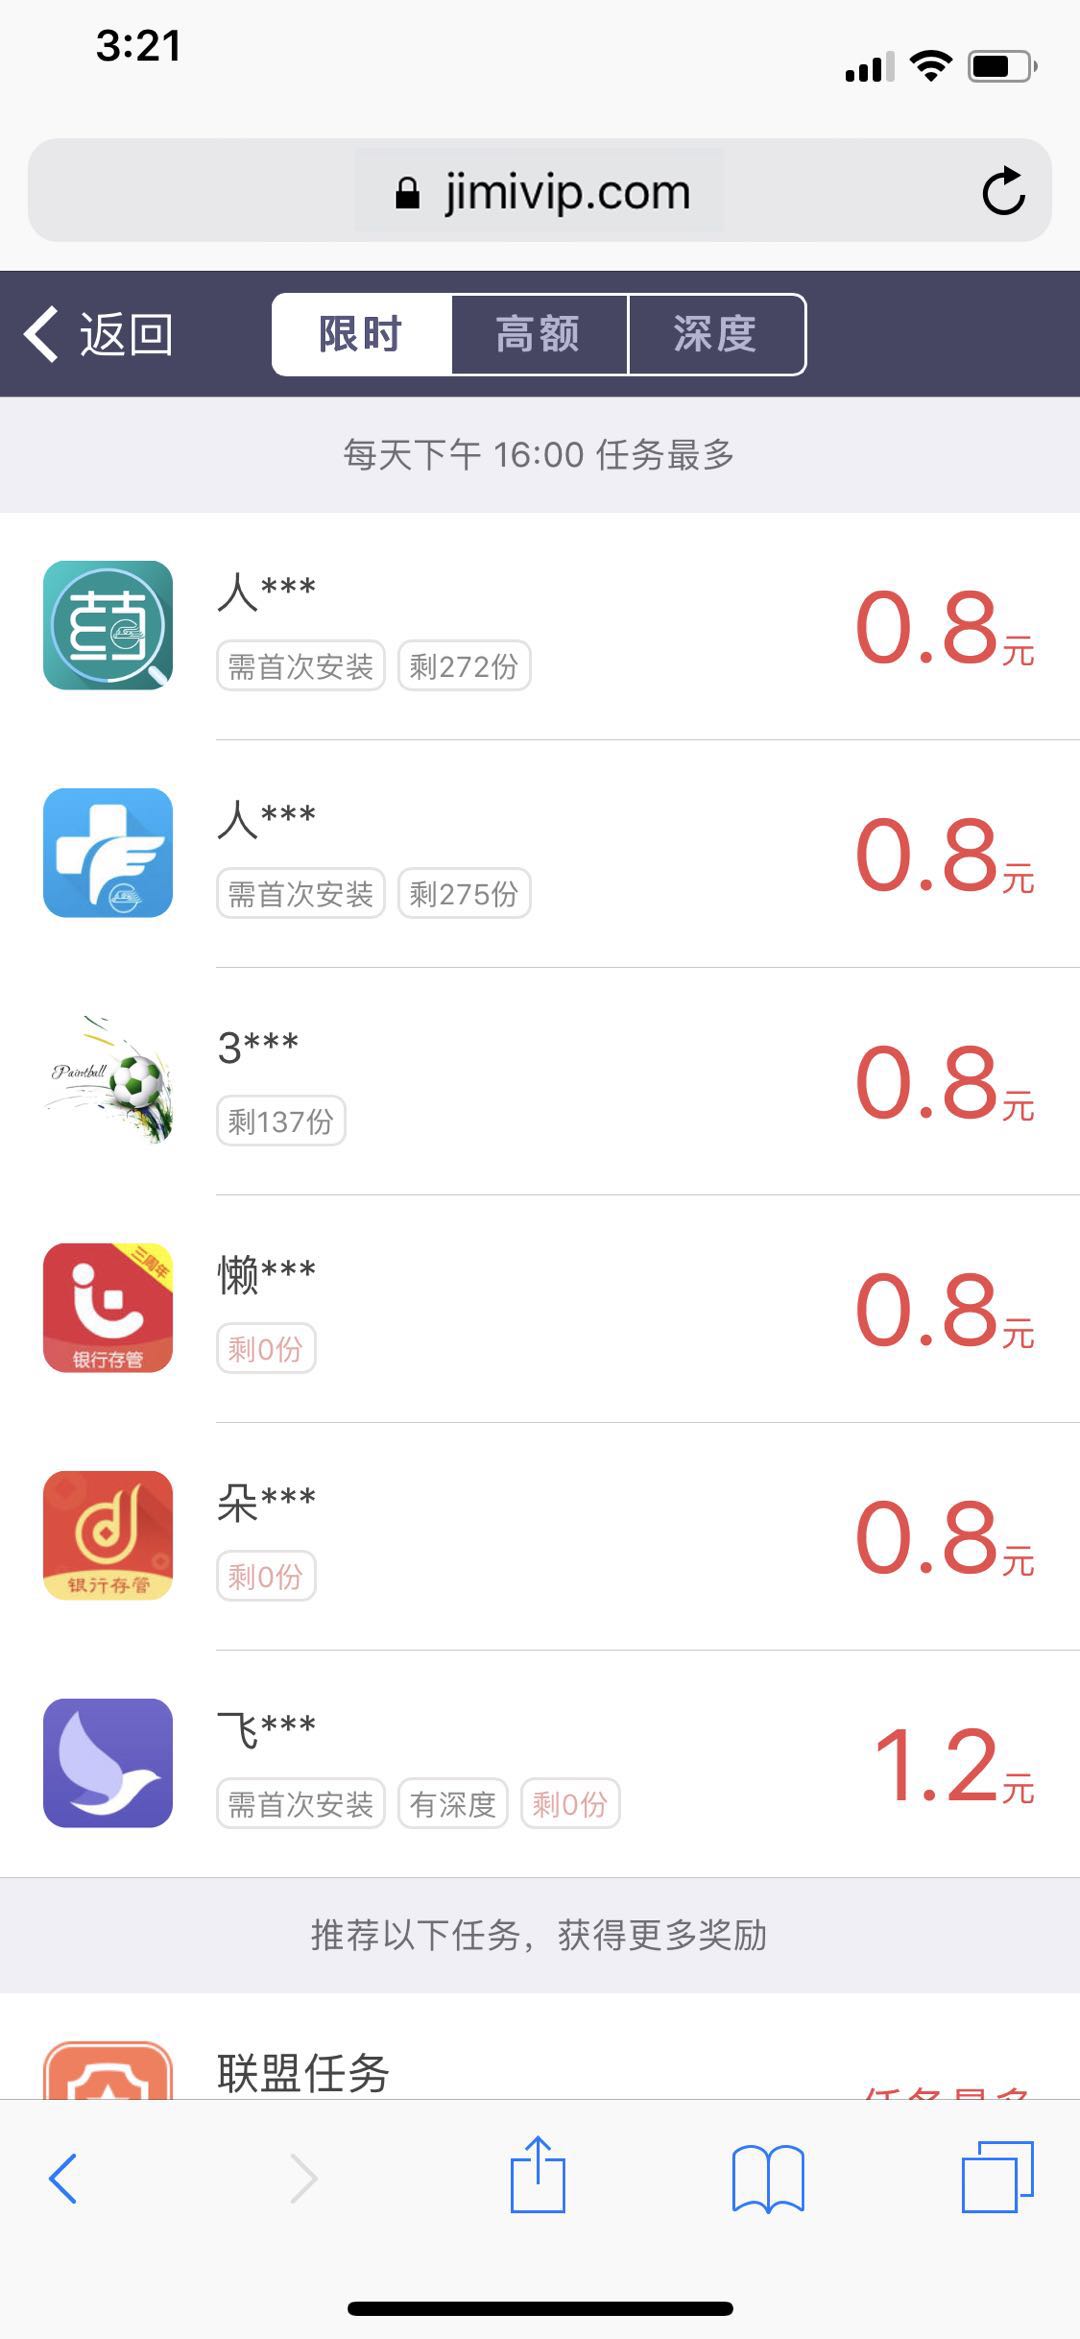 3:21
jimivip.com
返回
限时
高额
深度
每天下午 16:00 任务最多
药
人***
需首次安装
剩272份
0.8元
人***
需首次安装
剩275份
0.8元
Paintball
3***
剩137份
0.8元
三周年
银行存管
懒***
剩0份
0.8元
银行存管
朵***
剩0份
0.8元
飞***
需首次安装
有深度
剩0份
1.2元
推荐以下任务，获得更多奖励
联盟任务
任务最多